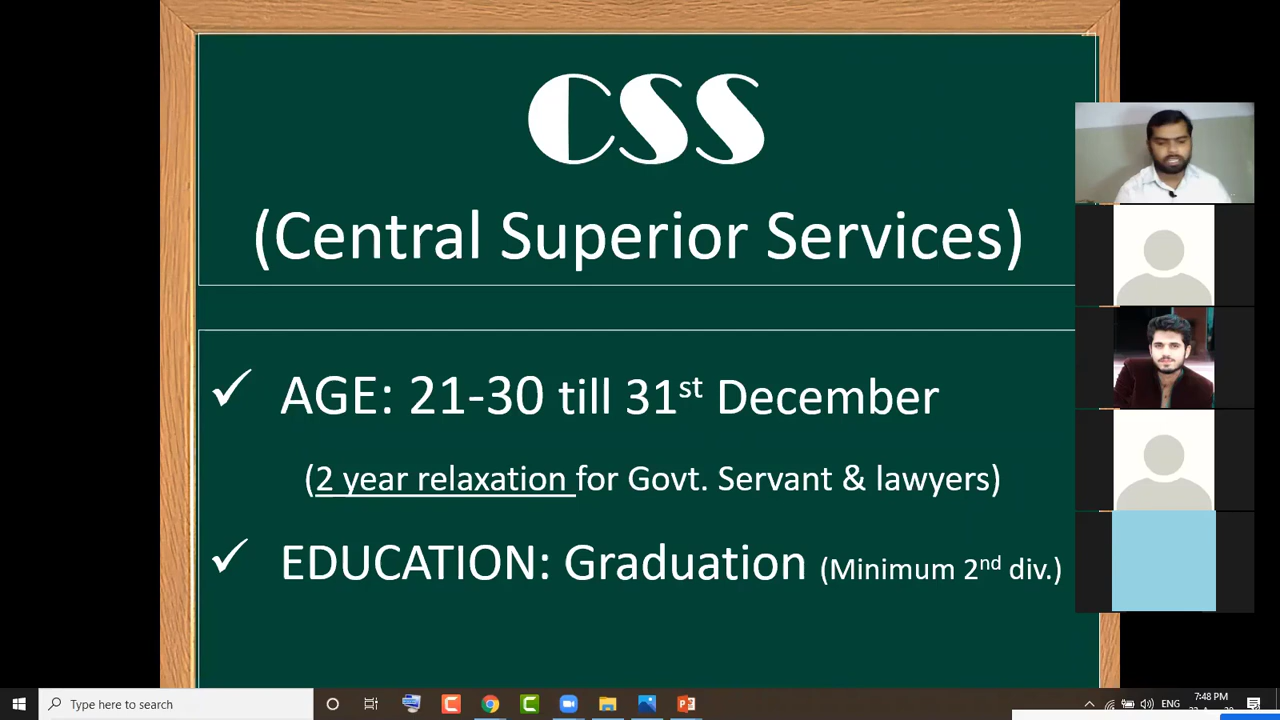 CSS
(Central Superior Services)
✓ AGE: 21-30 till 31st December
(2 year relaxation for Govt. Servant & lawyers)
✓ EDUCATION: Graduation (Minimum 2nd div.)
Type here to search
ENG
7:48 PM